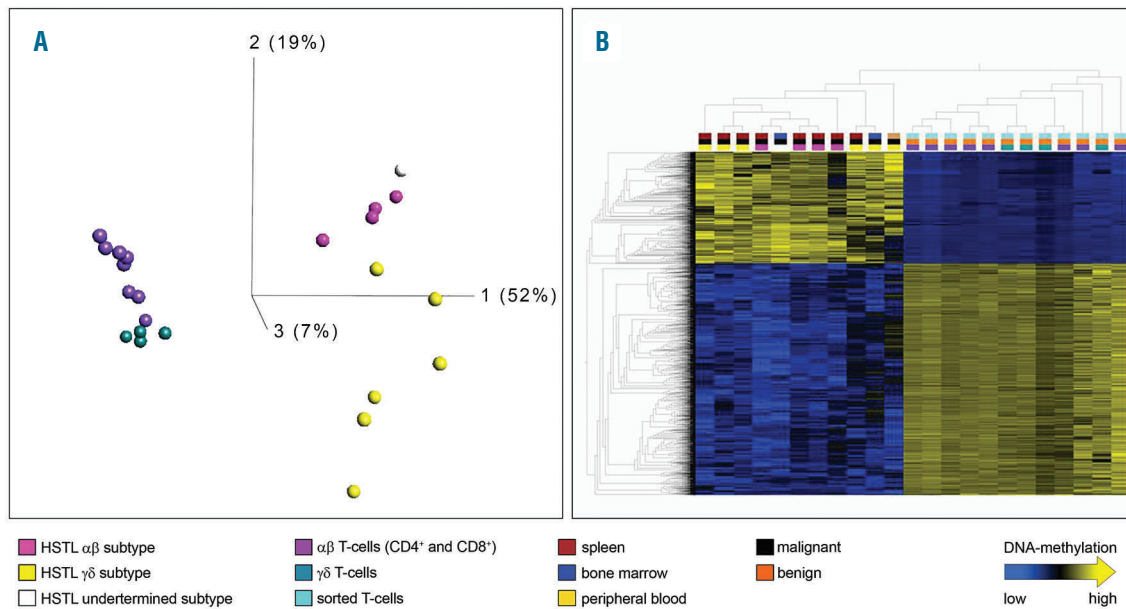 A
2 (19%)
1 (52%)
3 (7%)
B
HSTL αβ subtype
HSTL γδ subtype
HSTL undertermined subtype
αβ T-cells (CD4⁺ and CD8⁺)
γδ T-cells
sorted T-cells
spleen
bone marrow
peripheral blood
malignant
benign
DNA-methylation
low high